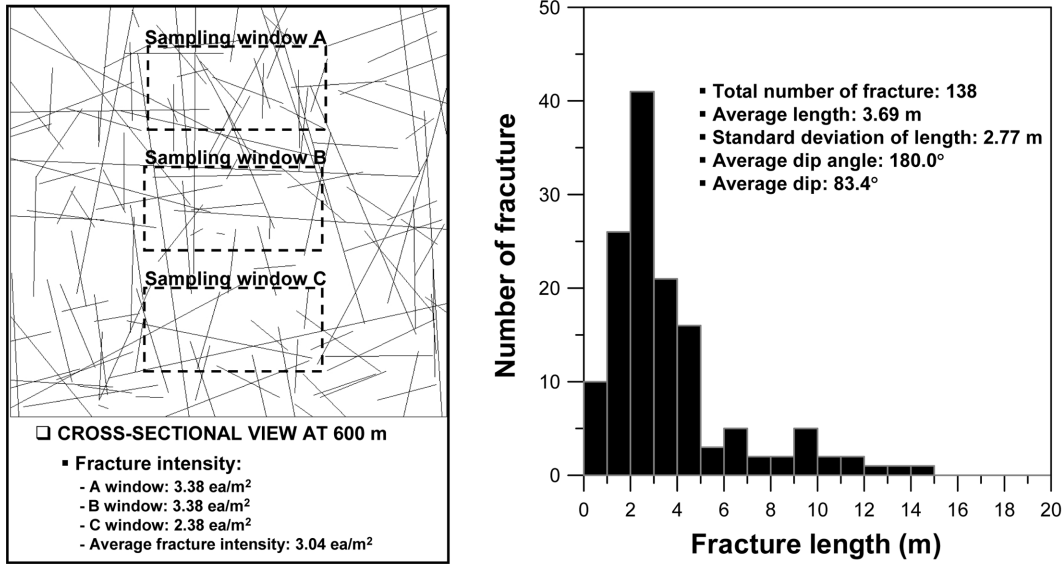 Sampling window A
Sampling window B
Sampling window C
❑ CROSS-SECTIONAL VIEW AT 600 m
▪ Fracture intensity:
- A window: 3.38 ea/m²
- B window: 3.38 ea/m²
- C window: 2.38 ea/m²
- Average fracture intensity: 3.04 ea/m²
50
40
30
20
10
0
Number of fracuture
▪ Total number of fracture: 138
▪ Average length: 3.69 m
▪ Standard deviation of length: 2.77 m
▪ Average dip angle: 180.0°
▪ Average dip: 83.4°
0 2 4 6 8 10 12 14 16 18 20
Fracture length (m)